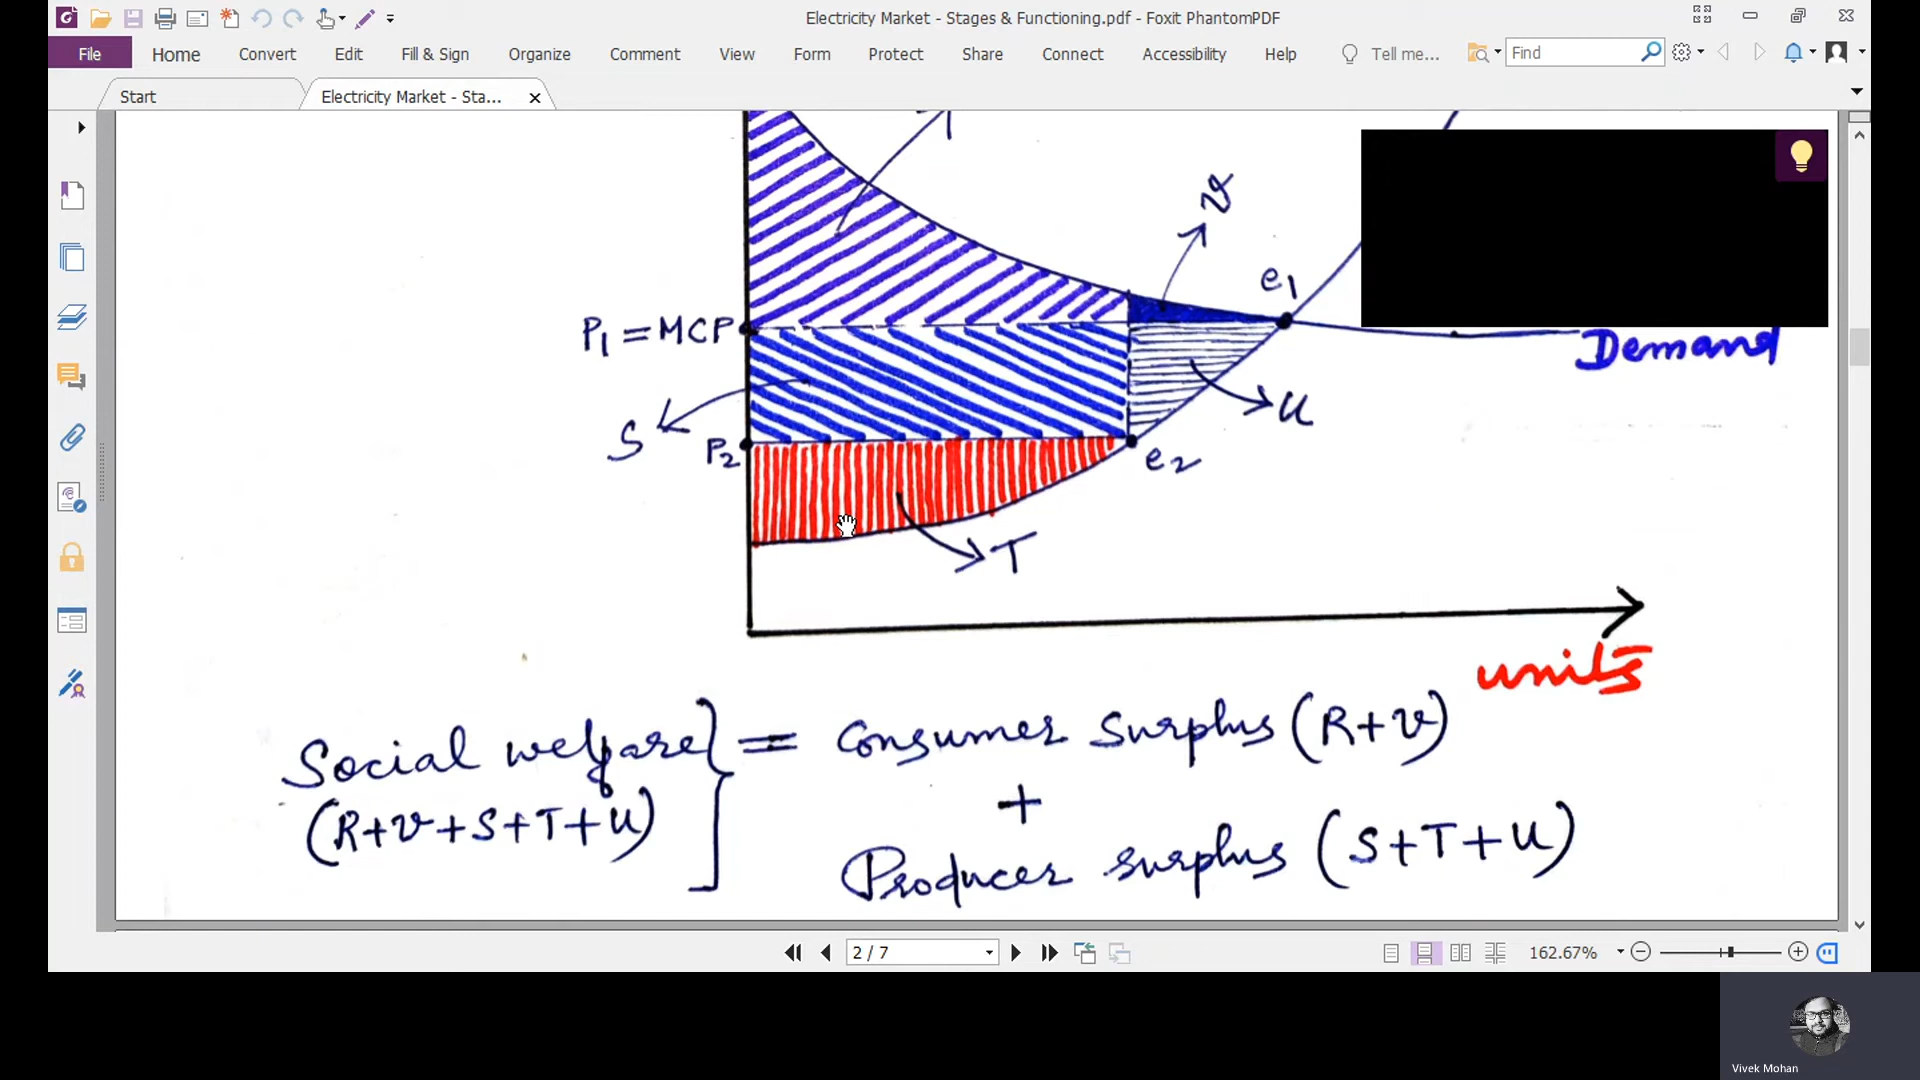 Electricity Market - Stages & Functioning.pdf - Foxit PhantomPDF
File Home Convert Edit Fill & Sign Organize Comment View Form Protect Share Connect Accessibility Help Tell me... Find
Start Electricity Market - Sta...
v
e1
P1 = MCP
Demand
S
U
P2
e2
T
units
Social welfare = Consumer Surplus (R+v)
(R+v+S+T+U) +
Producer surplus (S+T+U)
2 / 7 162.67%
Vivek Mohan